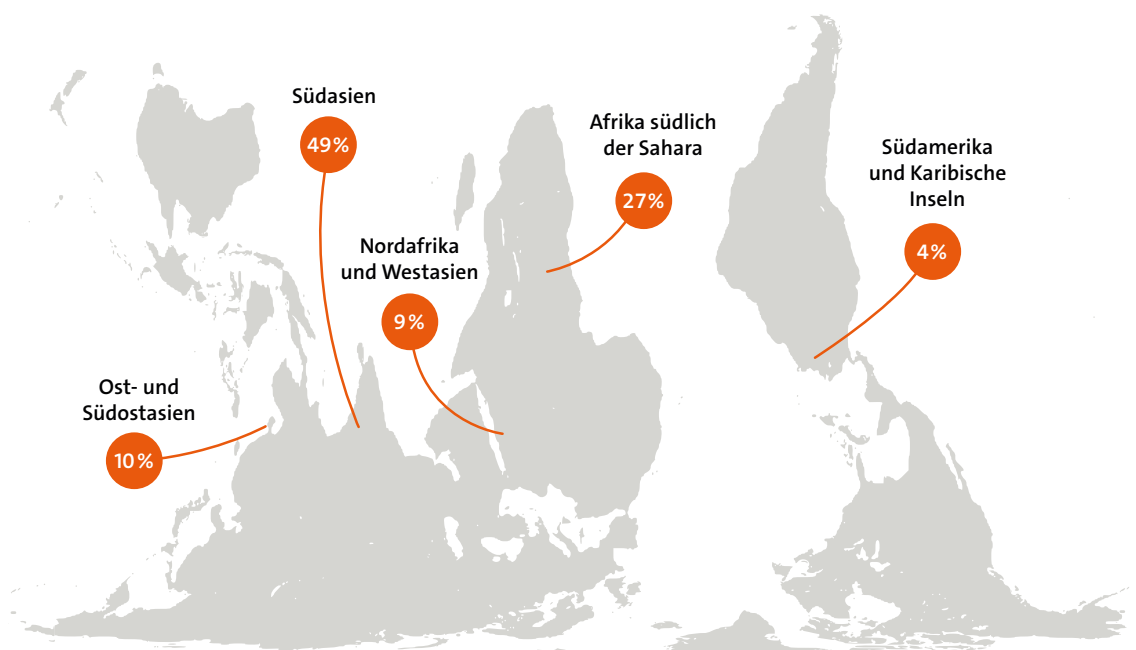 Südasien
49%
Afrika südlich
der Sahara
27%
Südamerika
und Karibische
Inseln
4%
Nordafrika
und Westasien
9%
Ost- und
Südostasien
10%